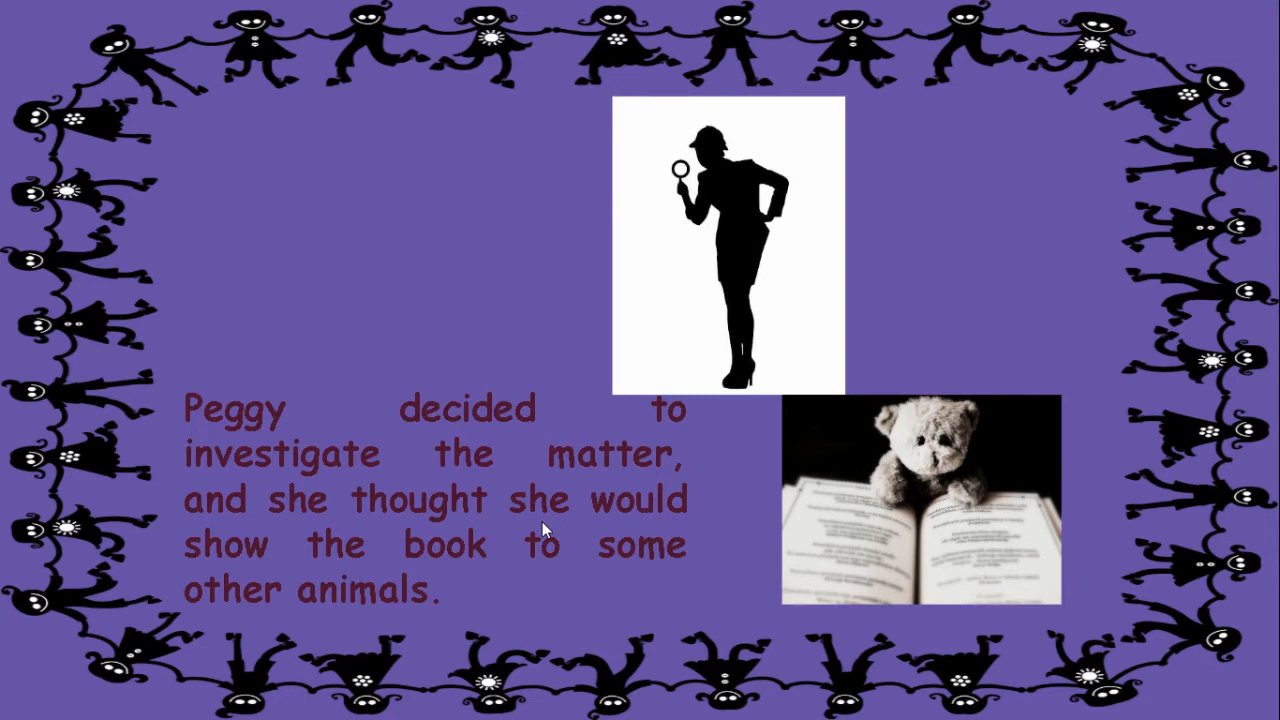 Peggy decided to
investigate the matter,
and she thought she would
show the book to some
other animals.